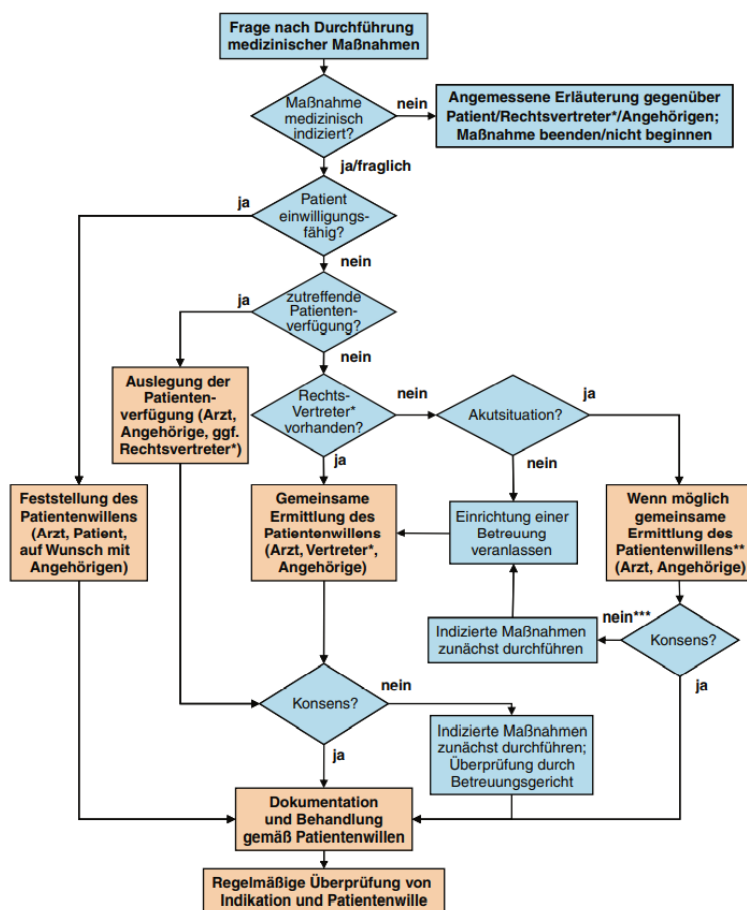 Frage nach Durchführung
medizinischer Maßnahmen
Maßnahme
medizinisch
indiziert?
nein
Angemessene Erläuterung gegenüber
Patient/Rechtsvertreter*/Angehörigen;
Maßnahme beenden/nicht beginnen
ja/fraglich
ja
Patient
einwilligungs-
fähig?
nein
ja
zutreffende
Patienten-
verfügung?
nein
Auslegung der
Patienten-
verfügung (Arzt,
Angehörige, ggf.
Rechtsvertreter*)
Rechts-
Vertreter*
vorhanden?
nein
Akutsituation?
ja
ja
nein
Feststellung des
Patientenwillens
(Arzt, Patient,
auf Wunsch mit
Angehörigen)
Gemeinsame
Ermittlung des
Patientenwillens
(Arzt, Vertreter*,
Angehörige)
Einrichtung einer
Betreuung
veranlassen
Wenn möglich
gemeinsame
Ermittlung des
Patientenwillens**
(Arzt, Angehörige)
nein***
Indizierte Maßnahmen
zunächst durchführen
Konsens?
ja
Konsens?
nein
ja
Indizierte Maßnahmen
zunächst durchführen;
Überprüfung durch
Betreuungsgericht
Dokumentation
und Behandlung
gemäß Patientenwillen
Regelmäßige Überprüfung von
Indikation und Patientenwille